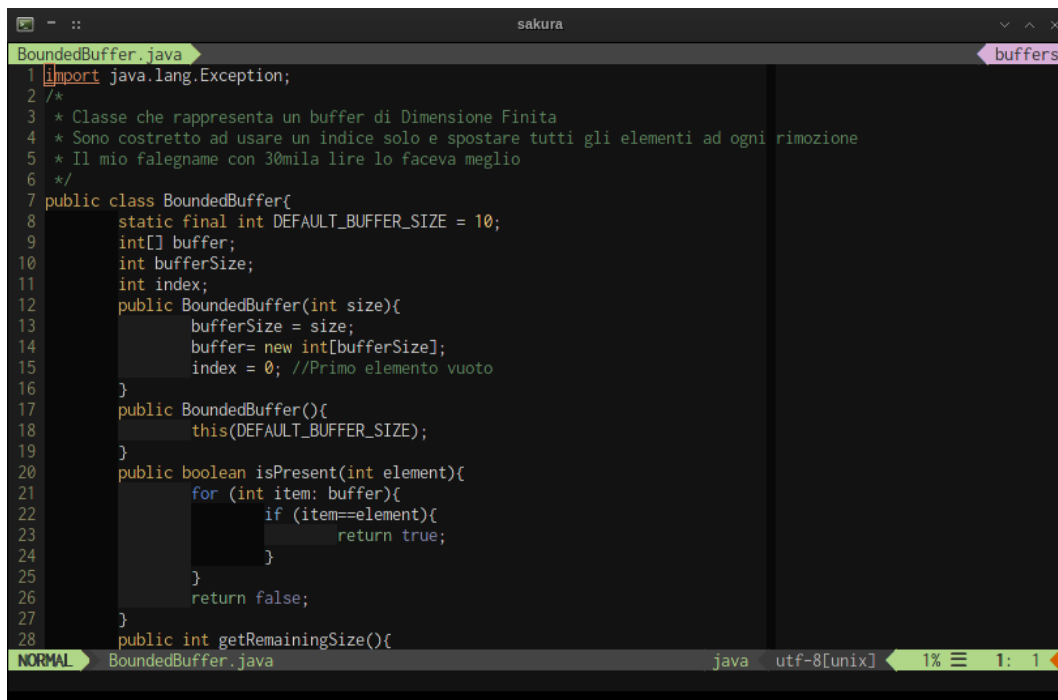 sakura
BoundedBuffer.java buffers
1 import java.lang.Exception;
2 /*
3  * Classe che rappresenta un buffer di Dimensione Finita
4  * Sono costretto ad usare un indice solo e spostare tutti gli elementi ad ogni rimozione
5  * Il mio falegname con 30mila lire lo faceva meglio
6  */
7 public class BoundedBuffer{
8         static final int DEFAULT_BUFFER_SIZE = 10;
9         int[] buffer;
10         int bufferSize;
11         int index;
12         public BoundedBuffer(int size){
13                 bufferSize = size;
14                 buffer= new int[bufferSize];
15                 index = 0; //Primo elemento vuoto
16         }
17         public BoundedBuffer(){
18                 this(DEFAULT_BUFFER_SIZE);
19         }
20         public boolean isPresent(int element){
21                 for (int item: buffer){
22                         if (item==element){
23                                 return true;
24                         }
25                 }
26                 return false;
27         }
28         public int getRemainingSize(){
NORMAL BoundedBuffer.java java utf-8[unix] 1% ☰ 1: 1